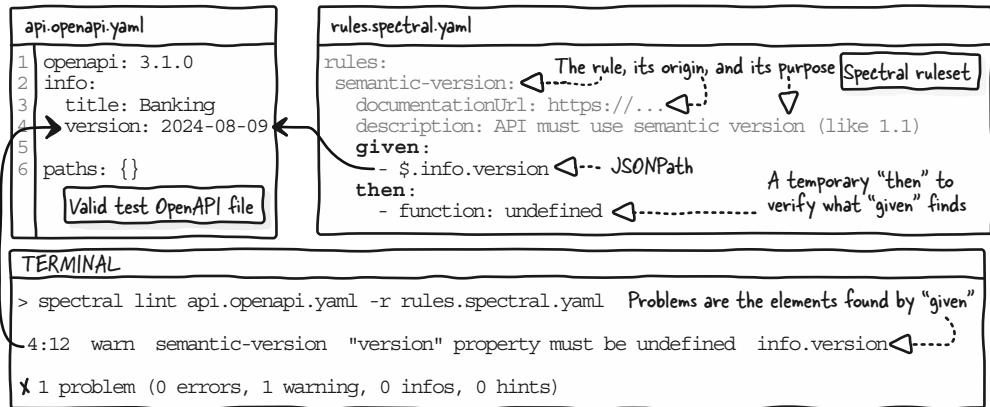 api.openapi.yaml
1 openapi: 3.1.0
2 info:
3 title: Banking
4 version: 2024-08-09
5
6 paths: {}
Valid test OpenAPI file
rules.spectral.yaml
rules:
The rule, its origin, and its purpose
Spectral ruleset
semantic-version:
documentationUrl: https://...
description: API must use semantic version (like 1.1)
given:
- $.info.version
JSONPath
then:
- function: undefined
A temporary "then" to
verify what "given" finds
TERMINAL
> spectral lint api.openapi.yaml -r rules.spectral.yaml
Problems are the elements found by "given"
4:12 warn semantic-version "version" property must be undefined info.version
✗ 1 problem (0 errors, 1 warning, 0 infos, 0 hints)